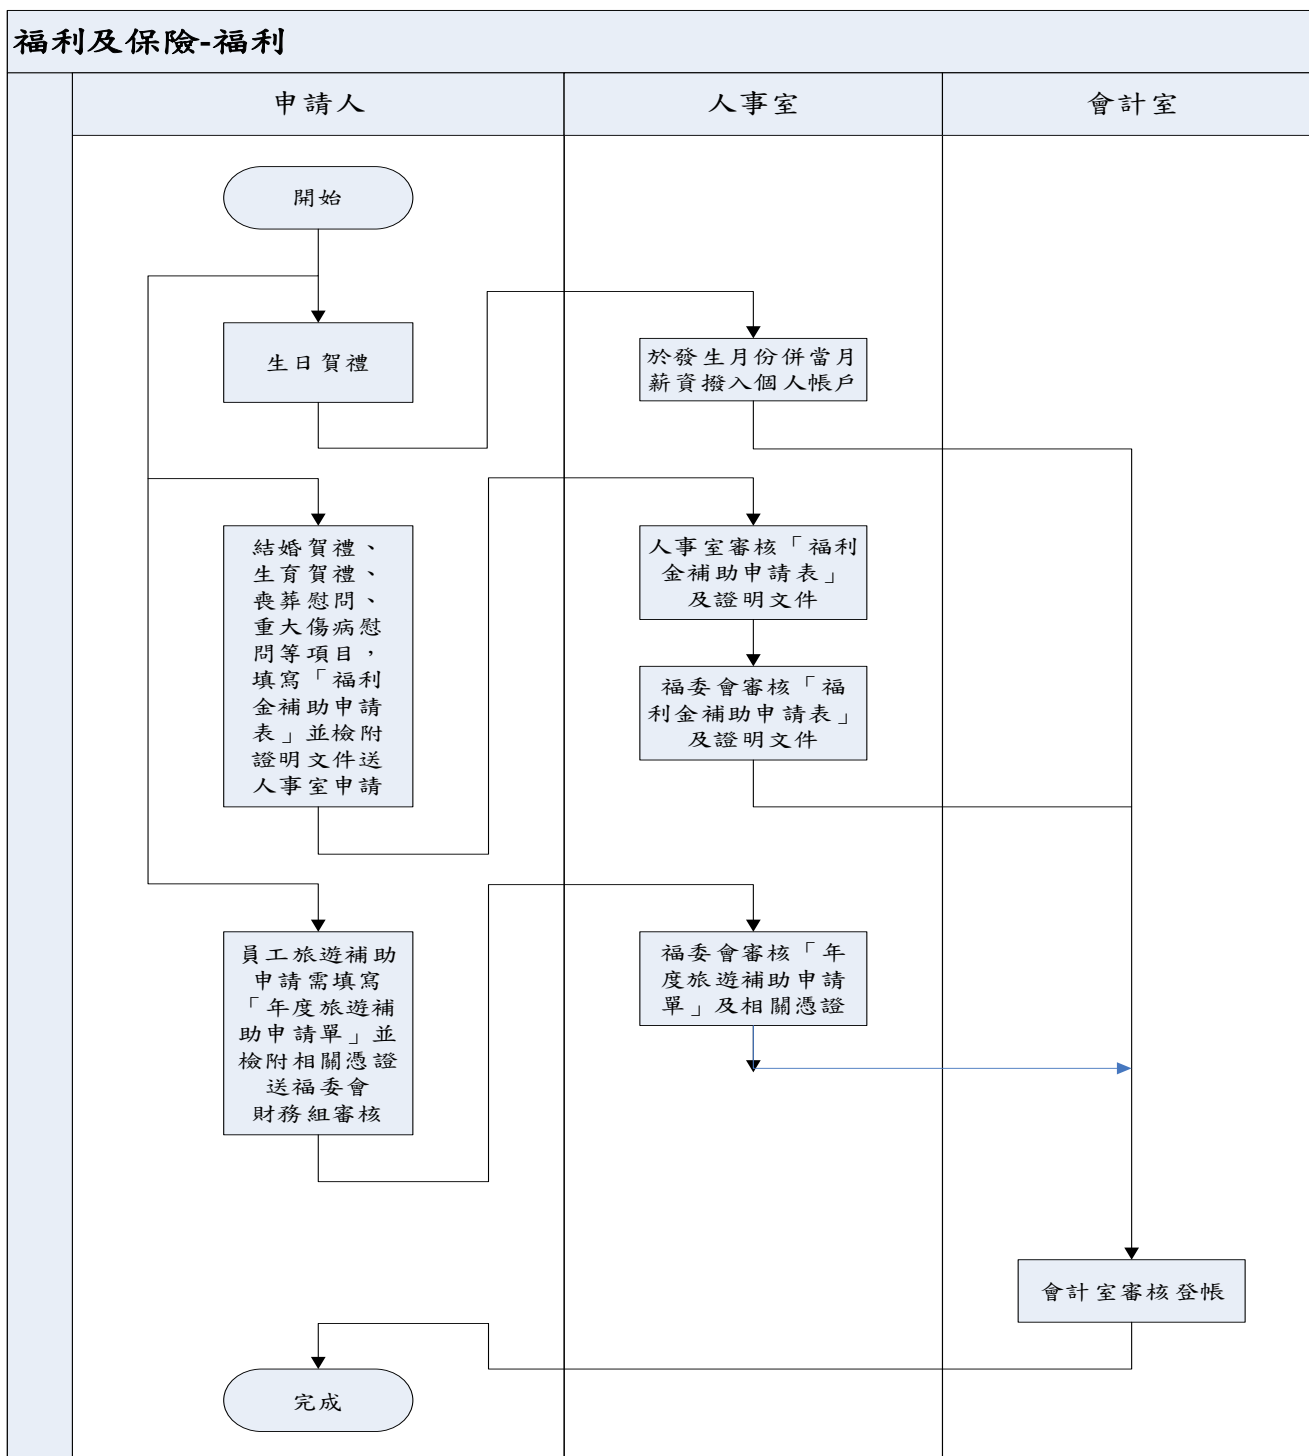 福利及保險-福利
申請人
人事室
會計室
開始
生日賀禮
於發生月份併當月
薪資撥入個人帳戶
結婚賀禮、
生育賀禮、
喪葬慰問、
重大傷病慰
問等項目，
填寫「福利
金補助申請
表」並檢附
證明文件送
人事室申請
人事室審核「福利
金補助申請表」
及證明文件
福委會審核「福
利金補助申請表」
及證明文件
員工旅遊補助
申請需填寫
「年度旅遊補
助申請單」並
檢附相關憑證
送福委會
財務組審核
福委會審核「年
度旅遊補助申請
單」及相關憑證
會計室審核登帳
完成